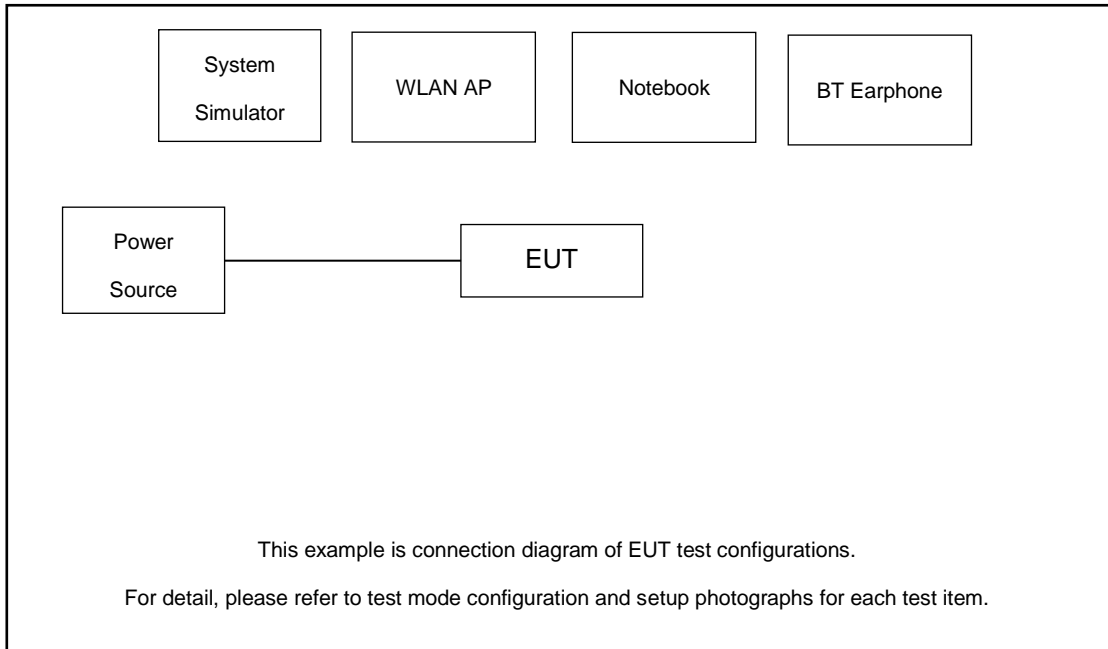 System
Simulator
WLAN AP
Notebook
BT Earphone
Power
Source
EUT
This example is connection diagram of EUT test configurations.
For detail, please refer to test mode configuration and setup photographs for each test item.